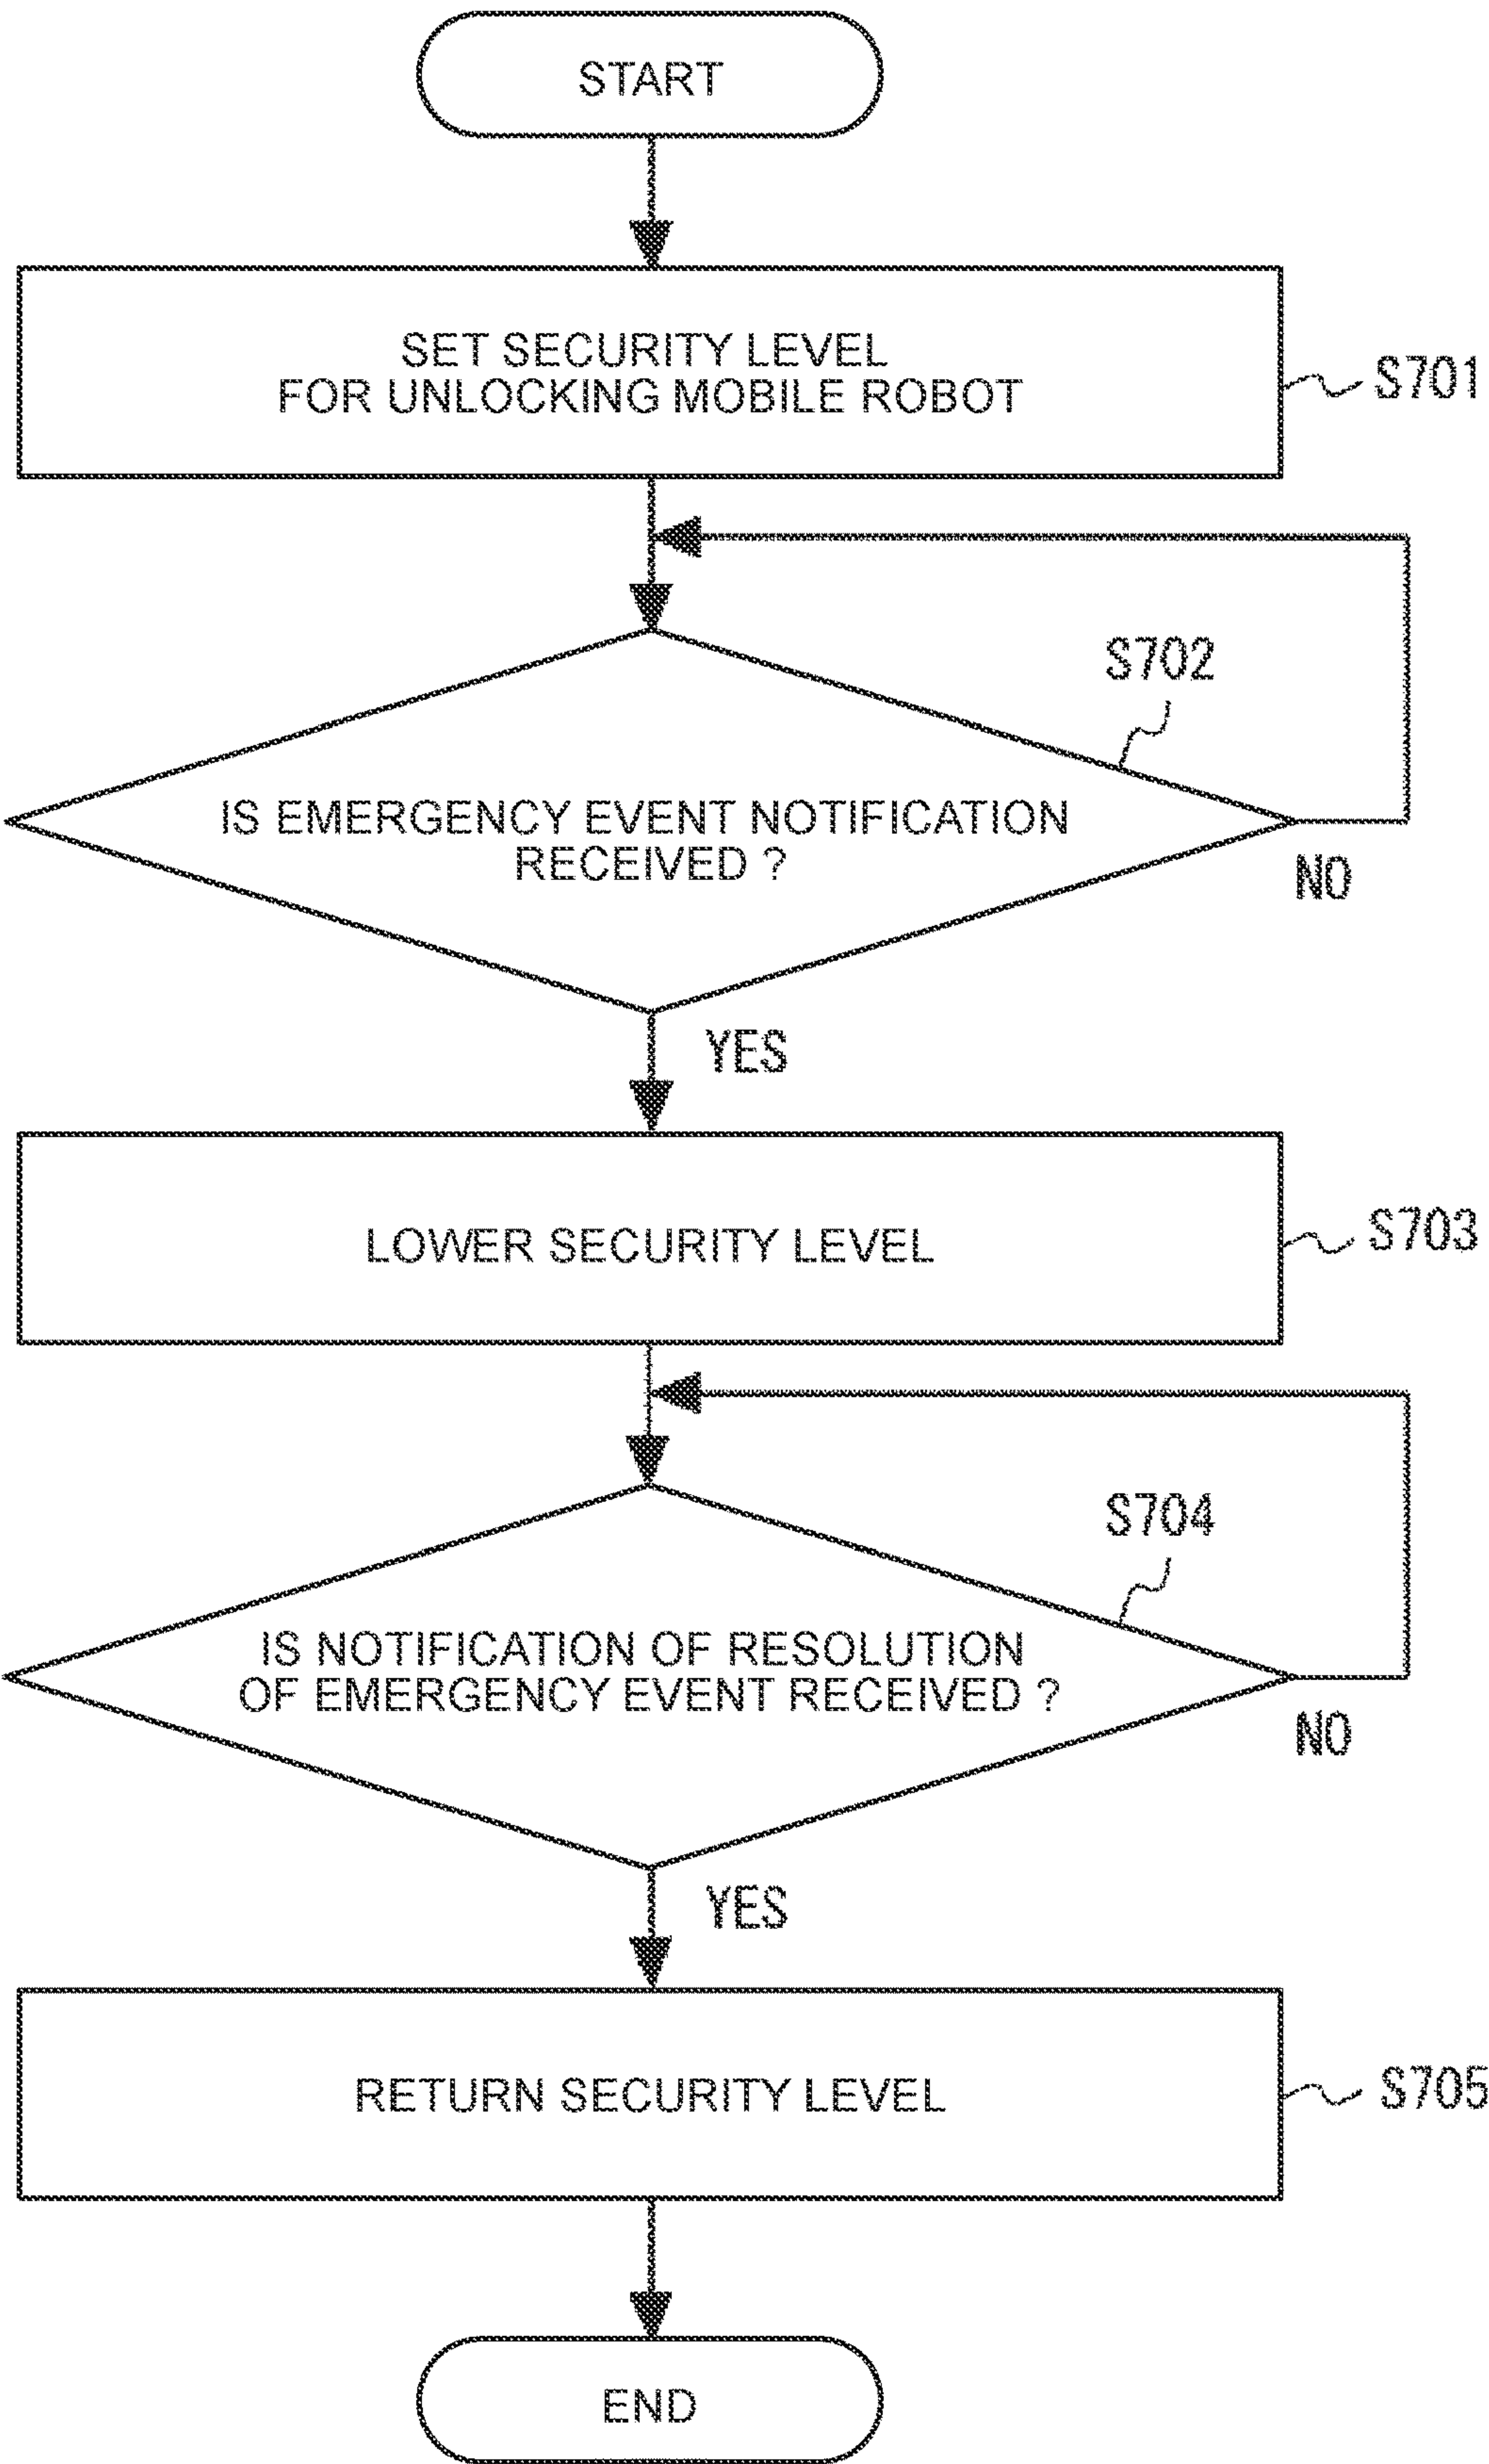 START
SET SECURITY LEVEL
FOR UNLOCKING MOBILE ROBOT
S701
S702
IS EMERGENCY EVENT NOTIFICATION
RECEIVED ?
NO
YES
LOWER SECURITY LEVEL
S703
S704
IS NOTIFICATION OF RESOLUTION
OF EMERGENCY EVENT RECEIVED ?
NO
YES
RETURN SECURITY LEVEL
S705
END